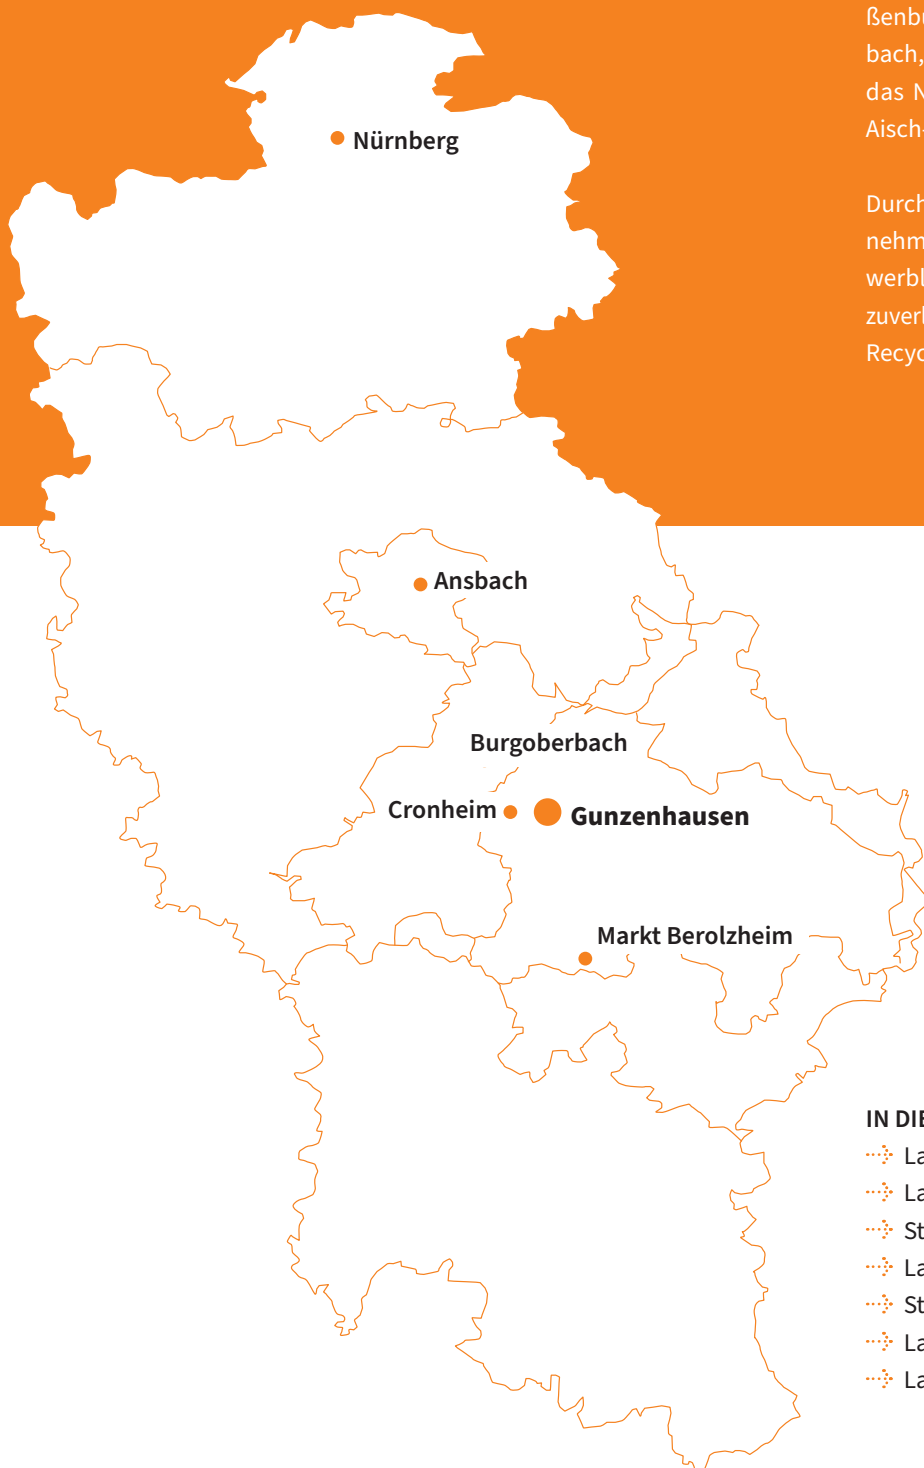 ßenbu
bach,
das N
Aisch-
Durch
nehm
werbl
zuverl
Recyc
Nürnberg
Ansbach
Burgoberbach
Cronheim
Gunzenhausen
Markt Berolzheim
IN DIE
La
La
St
La
St
La
La